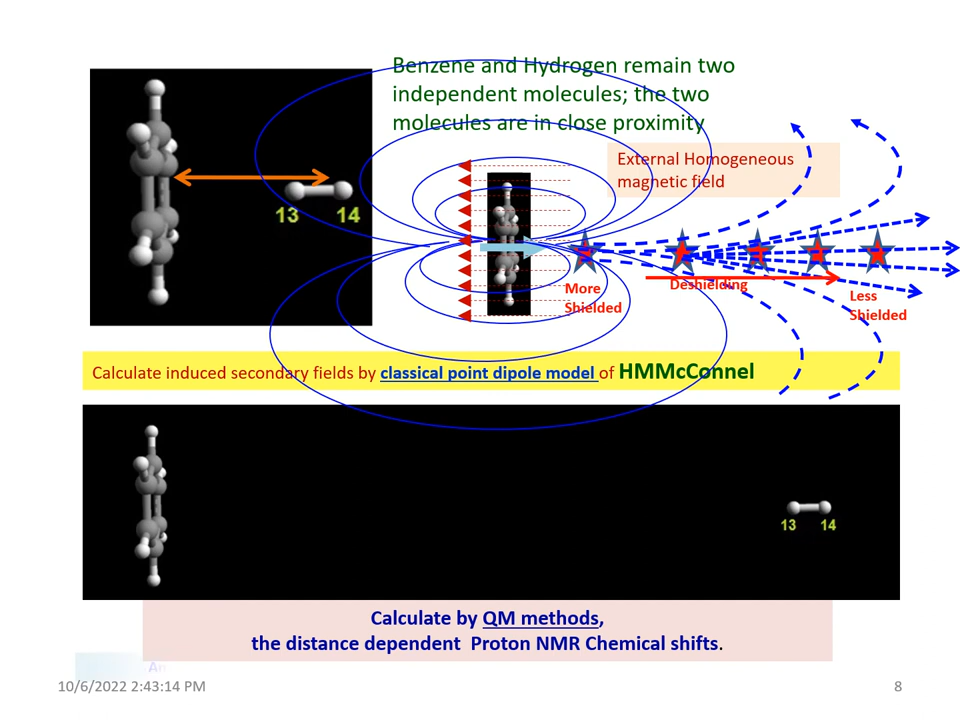 Benzene and Hydrogen remain two
independent molecules; the two
molecules are in close proximity
External Homogeneous
magnetic field
13
14
More
Shielded
Deshielding
Less
Shielded
Calculate induced secondary fields by classical point dipole model of HMMcConnel
13
14
Calculate by QM methods,
the distance dependent Proton NMR Chemical shifts.
10/6/2022 2:43:14 PM
8